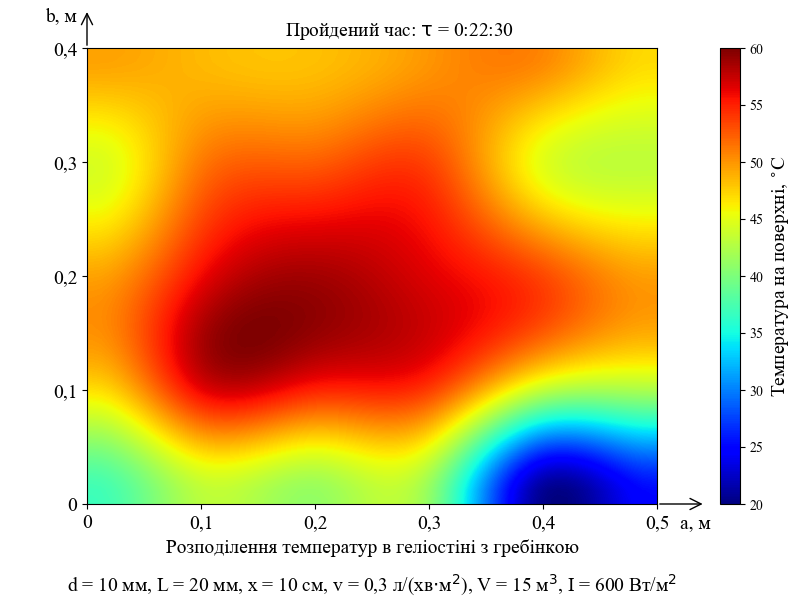 b, м
Пройдений час: τ = 0:22:30
0,4
0,3
0,2
0,1
0
0 0,1 0,2 0,3 0,4 0,5 a, м
60
55
50
45
40
35
30
25
20
Температура на поверхні, °C
Розподілення температур в геліостіні з гребінкою
d = 10 мм, L = 20 мм, x = 10 см, v = 0,3 л/(хв·м²), V = 15 м³, I = 600 Вт/м²